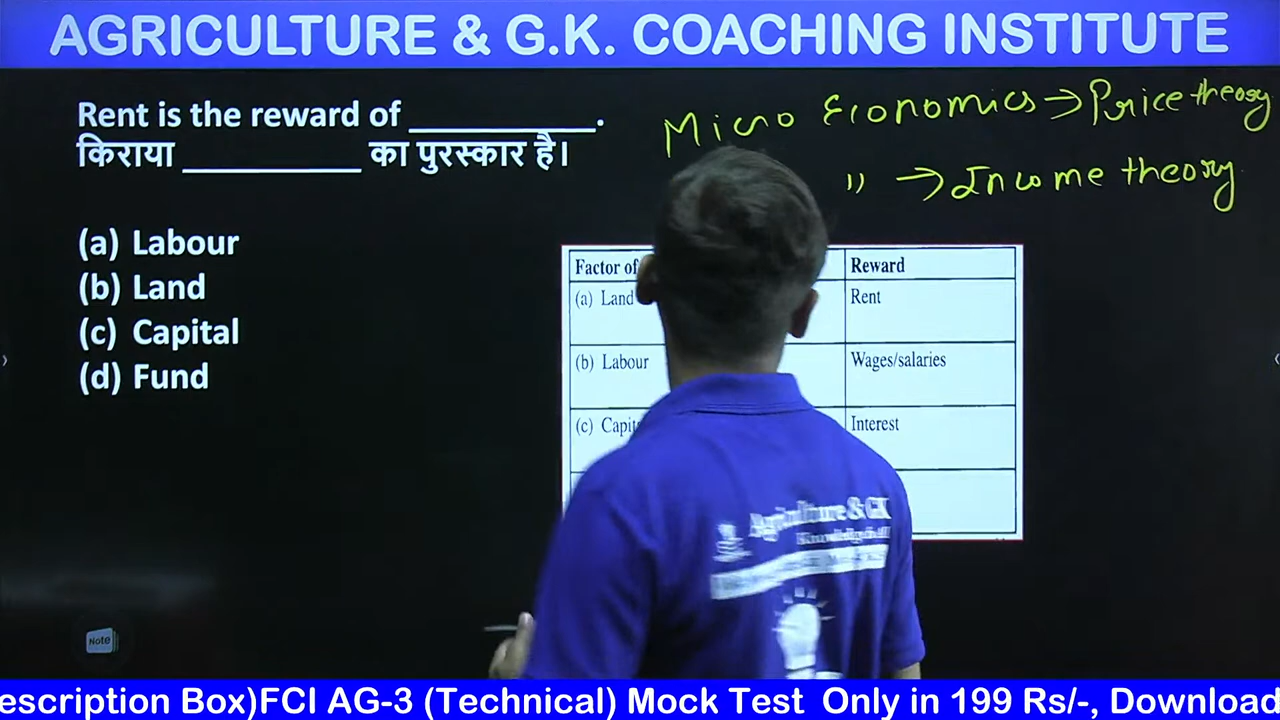 AGRICULTURE & G.K. COACHING INSTITUTE
Rent is the reward of ___________.
किराया ___________ का पुरस्कार है।
(a) Labour
(b) Land
(c) Capital
(d) Fund
Micro Economics → Price theory
" → Income theory
Factor of Reward
(a) Land Rent
(b) Labour Wages/salaries
(c) Interest
Agriculture & GK
Note
escription Box)FCI AG-3 (Technical) Mock Test Only in 199 Rs/-, Download